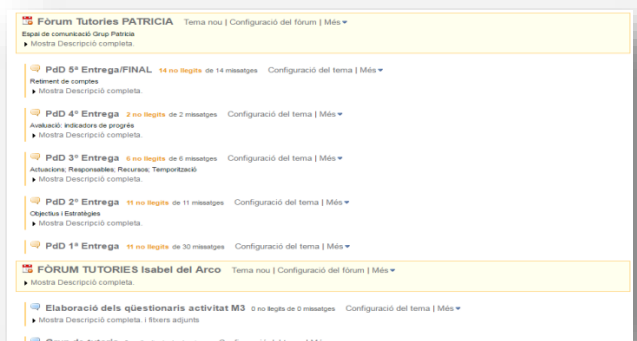 Fòrum Tutories PATRICIA Tema nou | Configuració del fòrum | Més
Espai de comunicació Grup Patricia
Mostra Descripció completa.
PdD 5ª Entrega/FINAL 14 no llegits de 14 missatges Configuració del tema | Més
Retiment de comptes
Mostra Descripció completa.
PdD 4ª Entrega 2 no llegits de 2 missatges Configuració del tema | Més
Avaluació: indicadors de progrés
Mostra Descripció completa.
PdD 3ª Entrega 6 no llegits de 6 missatges Configuració del tema | Més
Actuacions; Responsables; Recursos; Temporització
Mostra Descripció completa.
PdD 2ª Entrega 11 no llegits de 11 missatges Configuració del tema | Més
Objectius i Estratègies
Mostra Descripció completa.
PdD 1ª Entrega 11 no llegits de 30 missatges Configuració del tema | Més
FÒRUM TUTORIES Isabel del Arco Tema nou | Configuració del fòrum | Més
Mostra Descripció completa.
Elaboració dels qüestionaris activitat M3 0 no llegits de 0 missatges Configuració del tema | Més
Mostra Descripció completa. i fitxers adjunts